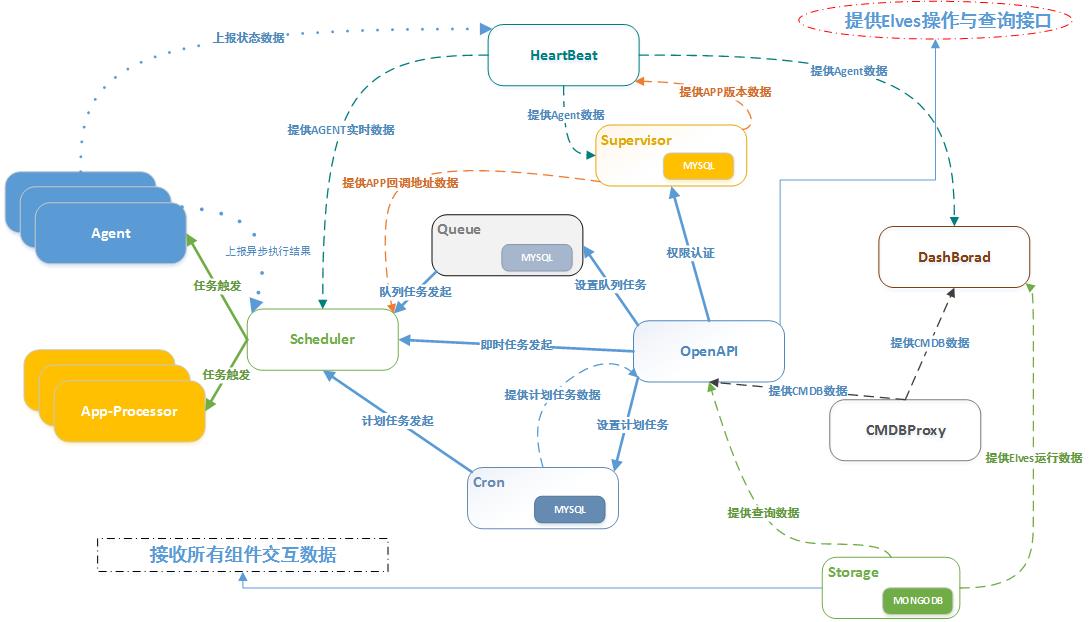 提供Elves操作与查询接口
上报状态数据
HeartBeat
提供Agent数据
提供APP版本数据
提供Agent数据
提供AGENT实时数据
Supervisor
MYSQL
提供APP回调地址数据
Agent
上报异步执行结果
Queue
MYSQL
权限认证
DashBorad
任务触发
队列任务发起
设置队列任务
Scheduler
即时任务发起
OpenAPI
提供CMDB数据
任务触发
提供计划任务数据
提供CMDB数据
App-Processor
计划任务发起
设置计划任务
CMDBProxy
提供Elves运行数据
Cron
MYSQL
提供查询数据
接收所有组件交互数据
Storage
MONGODB